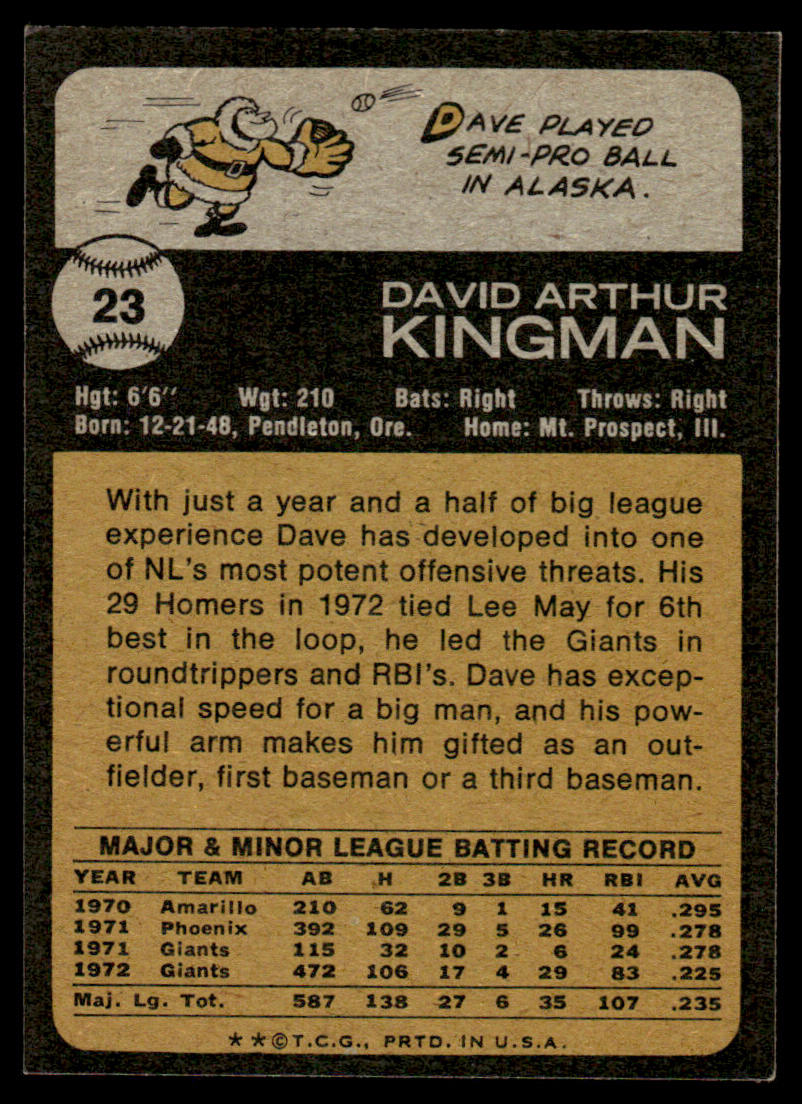 DAVE PLAYED
SEMI-PRO BALL
IN ALASKA.
23
DAVID ARTHUR
KINGMAN
Hgt: 6'6" Wgt: 210 Bats: Right Throws: Right
Born: 12-21-48, Pendleton, Ore. Home: Mt. Prospect, Ill.
With just a year and a half of big league
experience Dave has developed into one
of NL's most potent offensive threats. His
29 Homers in 1972 tied Lee May for 6th
best in the loop, he led the Giants in
roundtrippers and RBI's. Dave has excep-
tional speed for a big man, and his pow-
erful arm makes him gifted as an out-
fielder, first baseman or a third baseman.
MAJOR & MINOR LEAGUE BATTING RECORD
YEAR TEAM AB H 2B 3B HR RBI AVG
1970 Amarillo 210 62 9 1 15 41 .295
1971 Phoenix 392 109 29 5 26 99 .278
1971 Giants 115 32 10 2 6 24 .278
1972 Giants 472 106 17 4 29 83 .225
Maj. Lg. Tot. 587 138 27 6 35 107 .235
* *©T.C.G., PRTD. IN U.S.A.